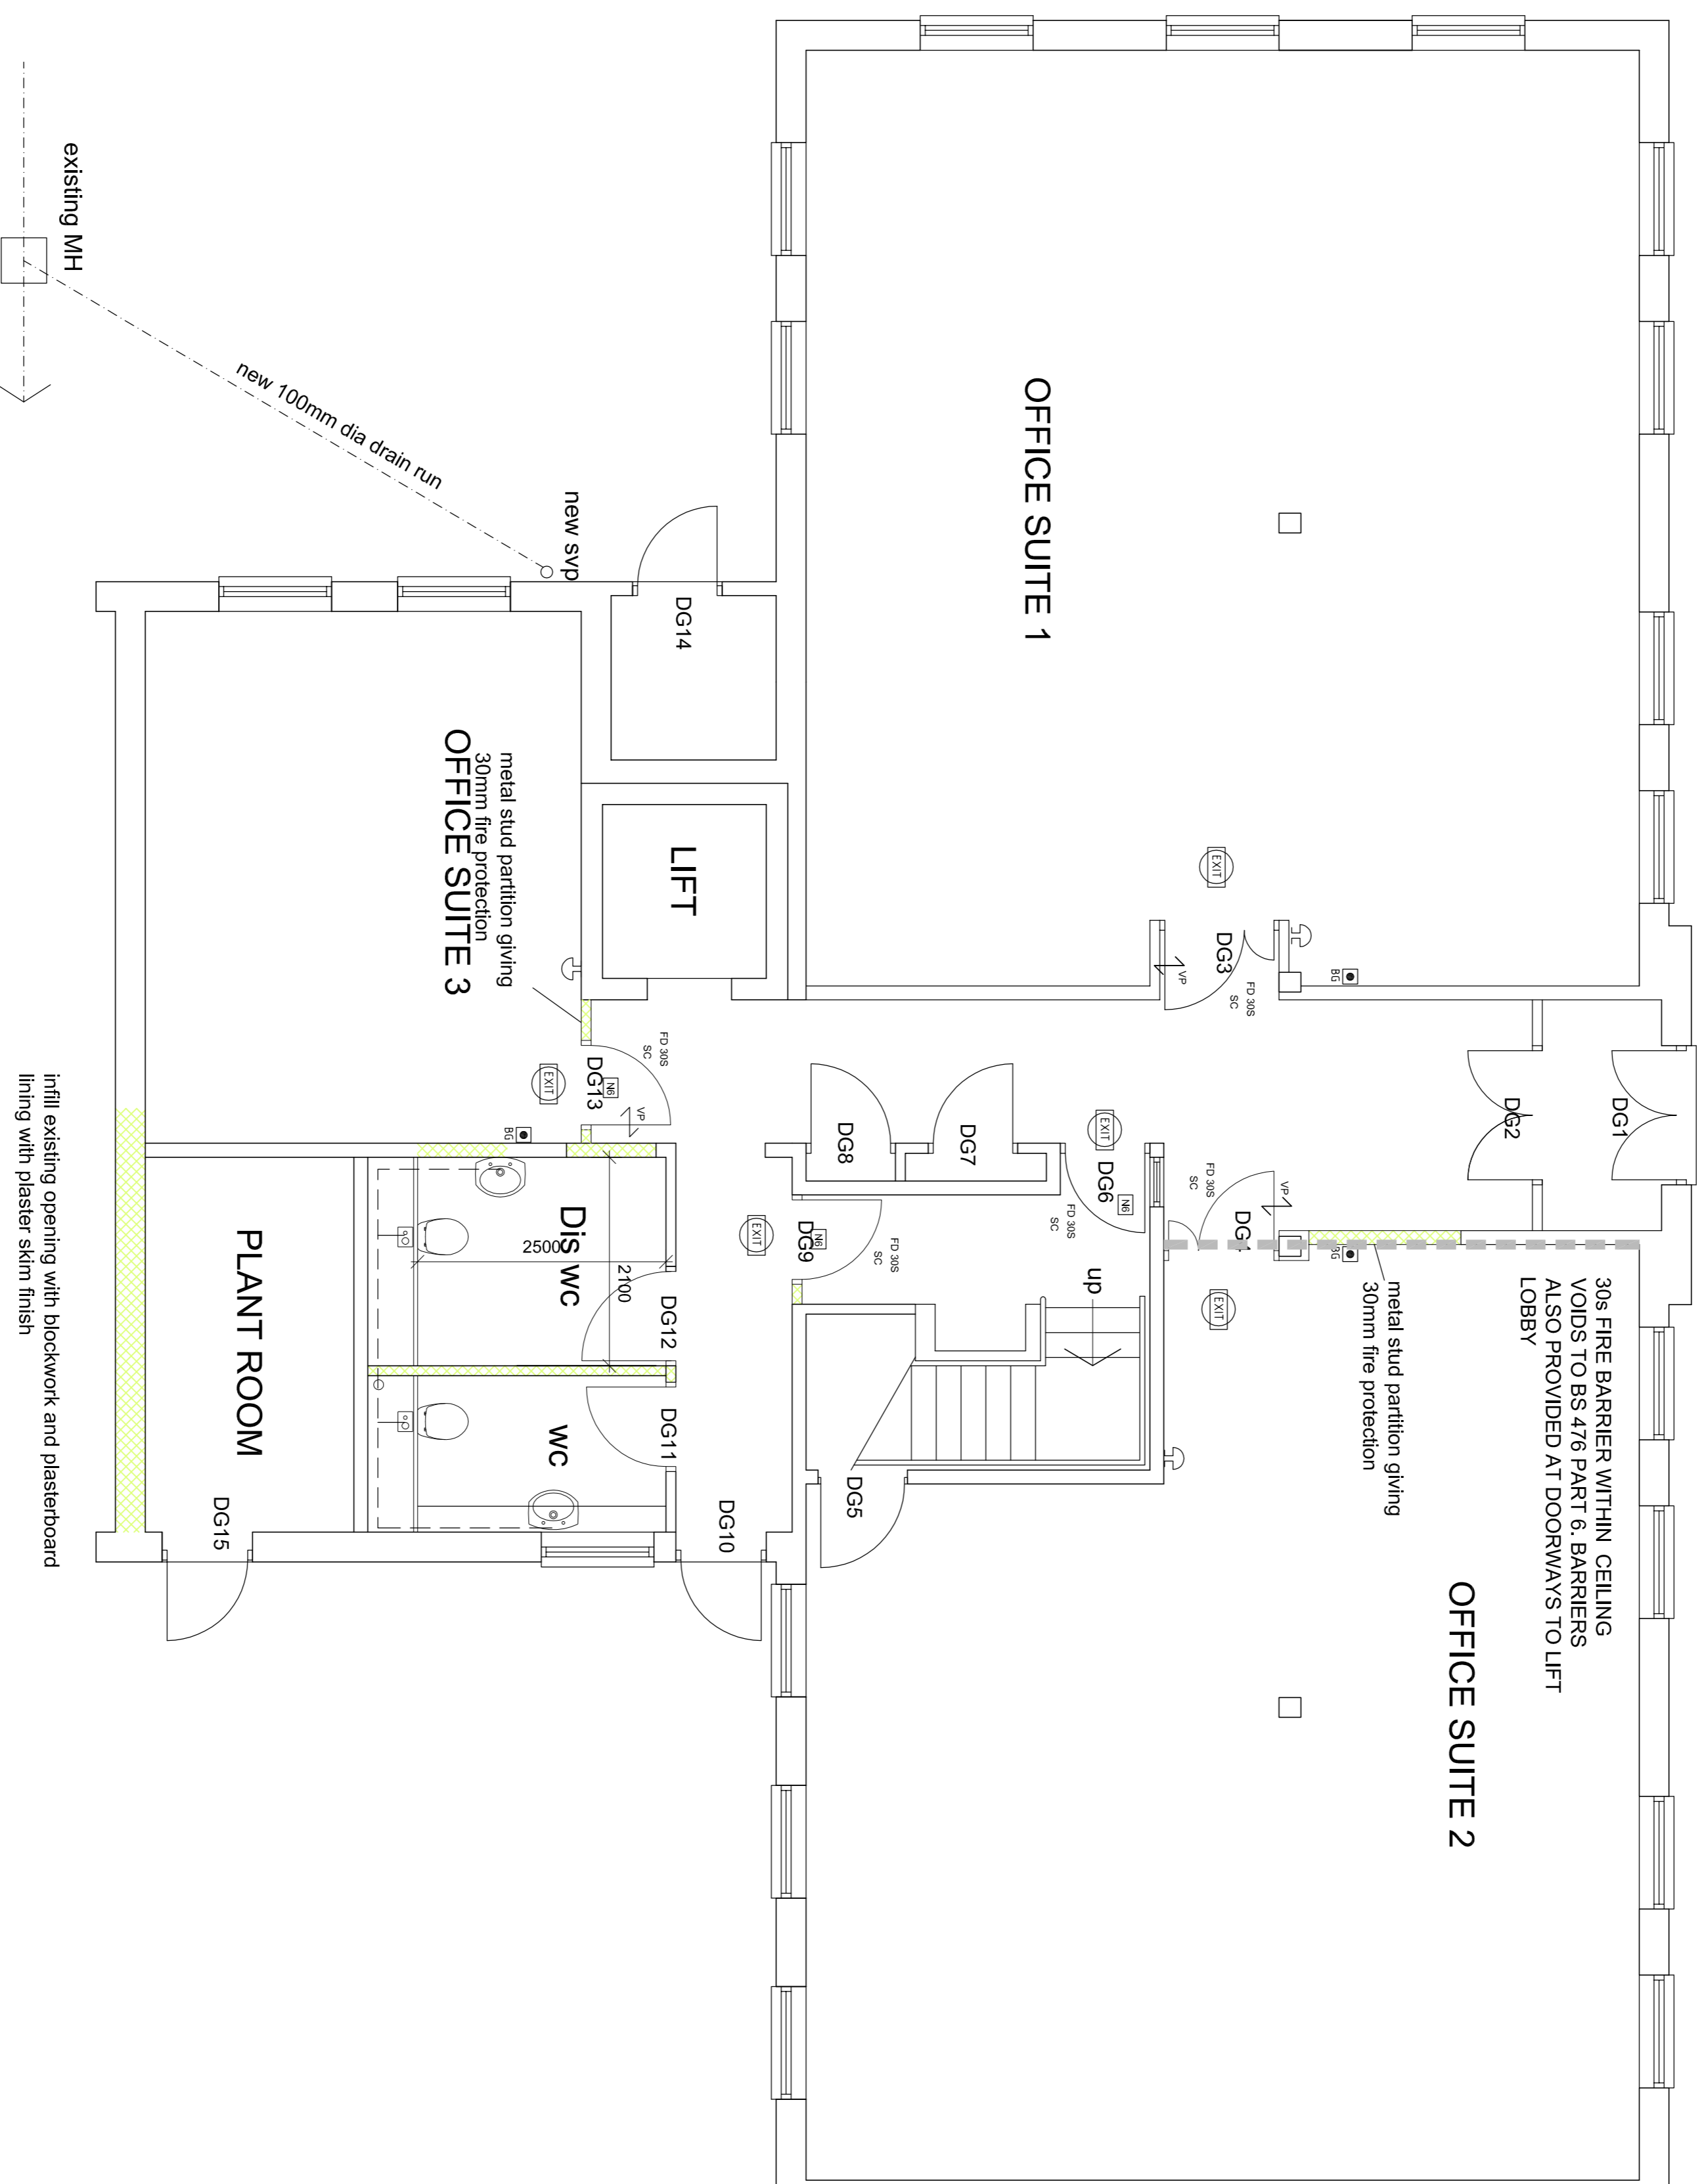 30s FIRE BARRIER WITHIN CEILING
VOIDS TO BS 476 PART 6. BARRIERS
ALSO PROVIDED AT DOORWAYS TO LIFT
LOBBY
DG1
DG2
OFFICE SUITE 2
metal stud partition giving
30mm fire protection
BG
BG
VP
DG3
FD 30S
SC
EXIT
VP
DG4
FD 30S
SC
EXIT
OFFICE SUITE 1
EXIT
DG6
N6
FD 30S
SC
up
DG7
DG8
DG5
DG9
N6
FD 30S
SC
EXIT
DG10
LIFT
DG14
new svp
new 100mm dia drain run
existing MH
FD 30S
SC
DG13
N6
VP
EXIT
BG
metal stud partition giving
30mm fire protection
OFFICE SUITE 3
DG12
2100
2500
Dis wc
DG11
wc
PLANT ROOM
DG15
infill existing opening with blockwork and plasterboard
lining with plaster skim finish